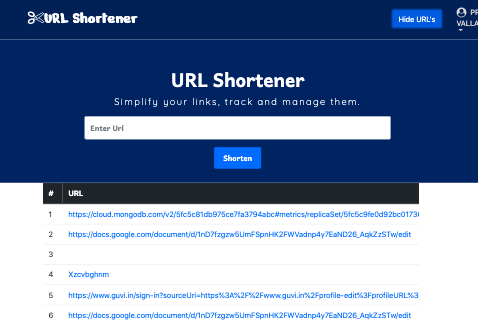 URL Shortener
Hide URL's
PR
VALLA
URL Shortener
Simplify your links, track and manage them.
Enter Url
Shorten
# URL
1 https://cloud.mongodb.com/v2/5fc5c81db975ce7fa3794abc#metrics/replicaSet/5fc5c9fe0d92bc0173
2 https://docs.google.com/document/d/1nD7fzgzw5UmFSpnHK2FWVadnp4y7EaND26_AqkZzSTw/edit
3
4 Xzcvbghnm
5 https://www.guvi.in/sign-in?sourceUri=https%3A%2F%2Fwww.guvi.in%2Fprofile-edit%3FprofileURL%3
6 https://docs.google.com/document/d/1nD7fzgzw5UmFSpnHK2FWVadnp4y7EaND26_AqkZzSTw/edit